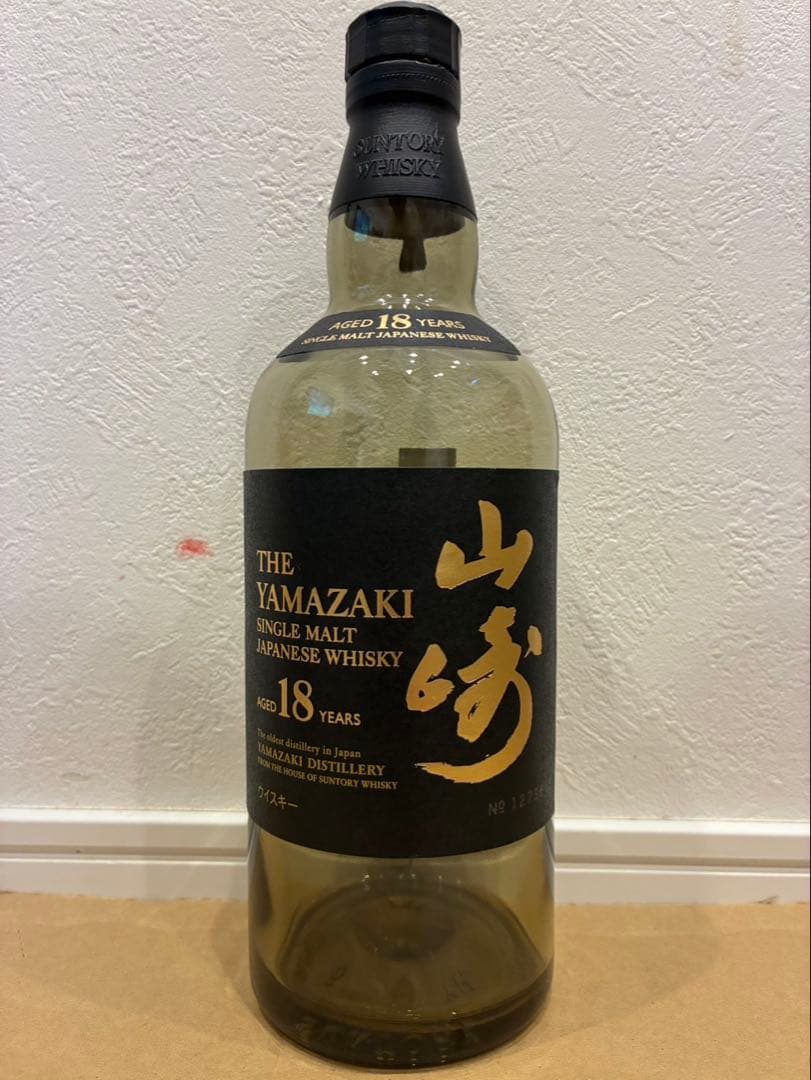 SUNTORY
WHISKY
AGED 18 YEARS
SINGLE MALT JAPANESE WHISKY
山崎
THE
YAMAZAKI
SINGLE MALT
JAPANESE WHISKY
AGED 18 YEARS
The oldest distillery in Japan
YAMAZAKI DISTILLERY
FROM THE HOUSE OF SUNTORY WHISKY
ウイスキー
№